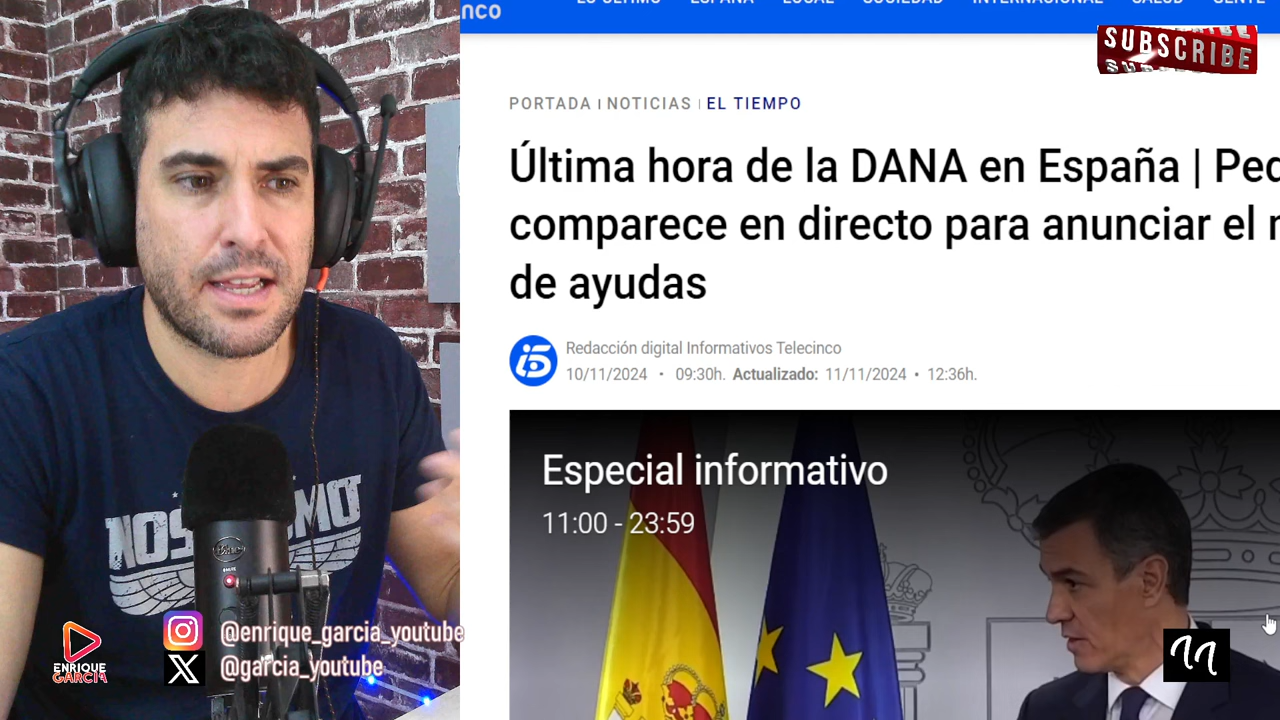 SUBSCRIBE
PORTADA | NOTICIAS | EL TIEMPO
Última hora de la DANA en España |
comparece en directo para anunciar el
de ayudas
Redacción digital Informativos Telecinco
10/11/2024 • 09:30h. Actualizado: 11/11/2024 • 12:36h.
Especial informativo
11:00 - 23:59
Blue
@enrique_garcia_youtube
@garcia_youtube
ENRIQUE
GARCIA